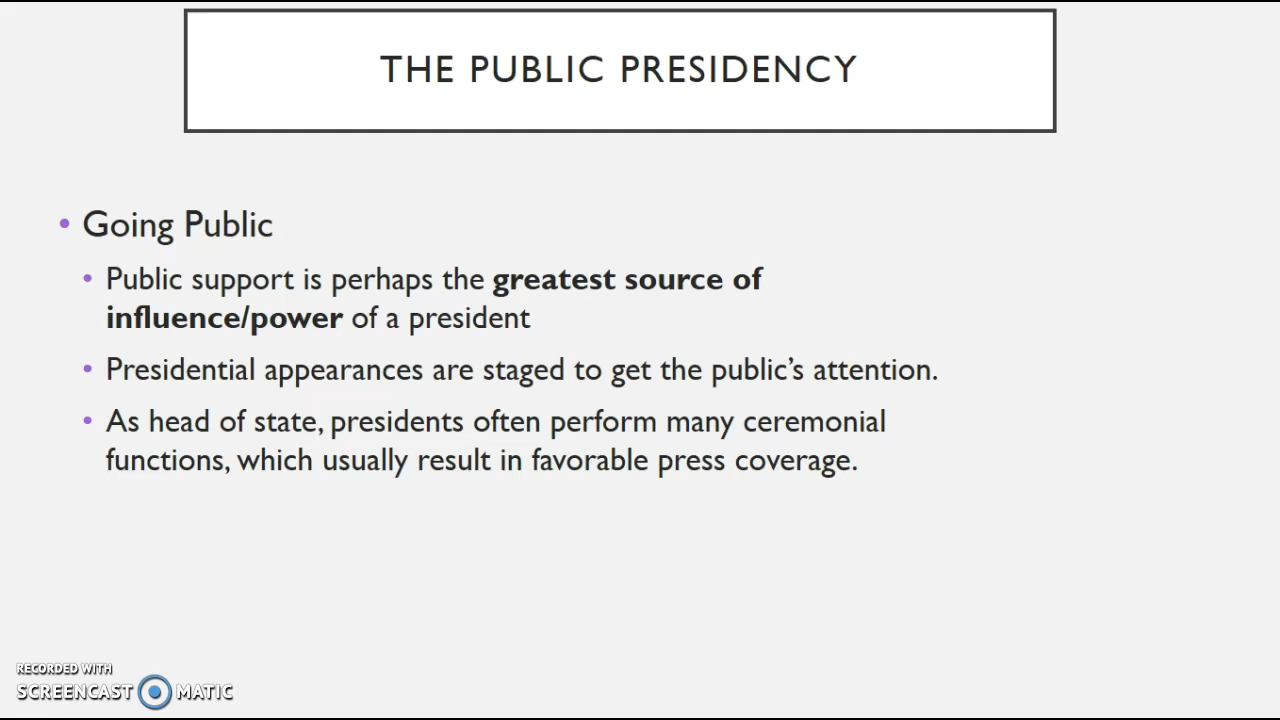 THE PUBLIC PRESIDENCY
• Going Public
• Public support is perhaps the greatest source of
influence/power of a president
• Presidential appearances are staged to get the public’s attention.
• As head of state, presidents often perform many ceremonial
functions, which usually result in favorable press coverage.
RECORDED WITH
SCREENCAST MATIC